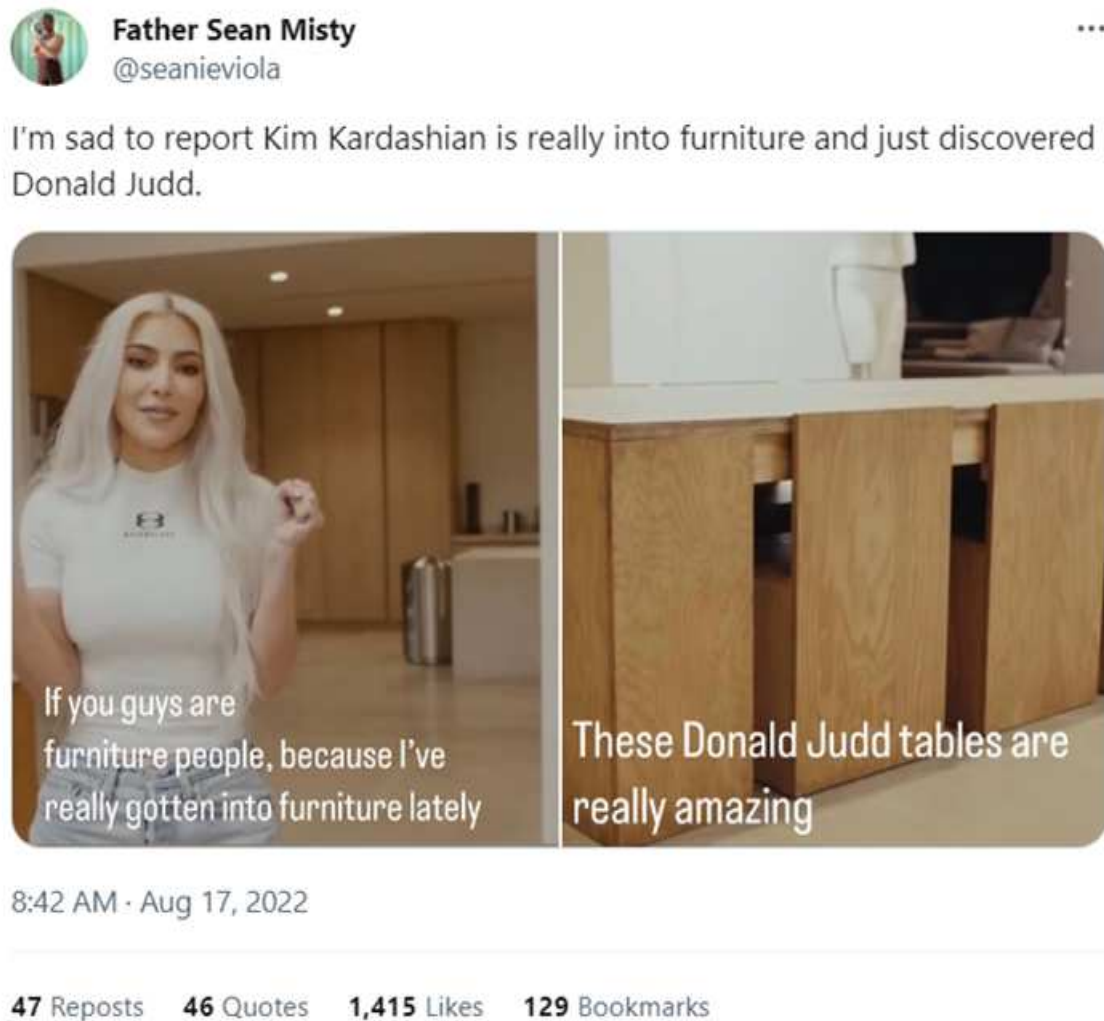 Father Sean Misty
@seanieviola
I'm sad to report Kim Kardashian is really into furniture and just discovered
Donald Judd.
If you guys are
furniture people, because I've
really gotten into furniture lately
These Donald Judd tables are
really amazing
8:42 AM · Aug 17, 2022
47 Reposts 46 Quotes 1,415 Likes 129 Bookmarks